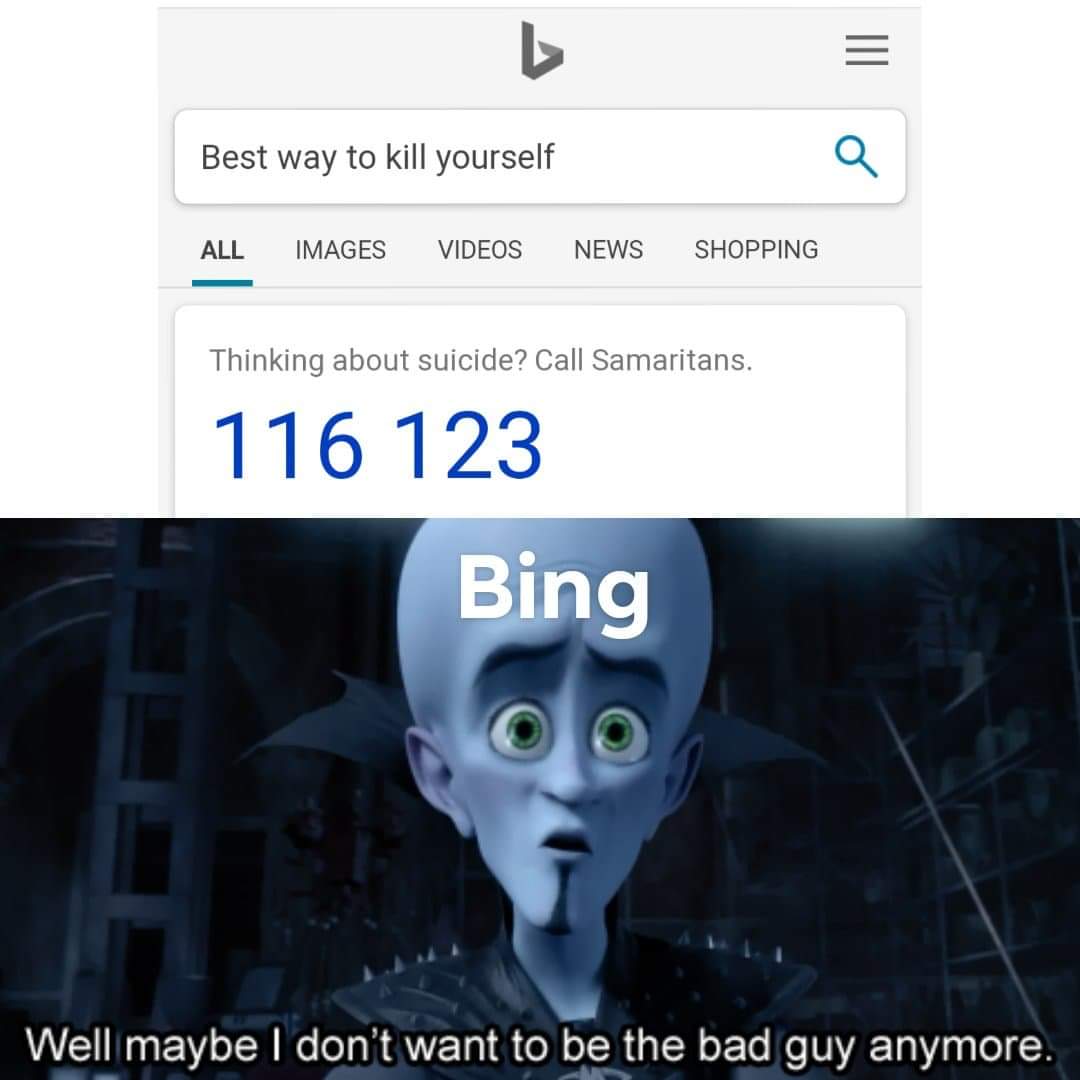 Best way to kill yourself
ALL IMAGES VIDEOS NEWS SHOPPING
Thinking about suicide? Call Samaritans.
116 123
Bing
Well maybe I don't want to be the bad guy anymore.